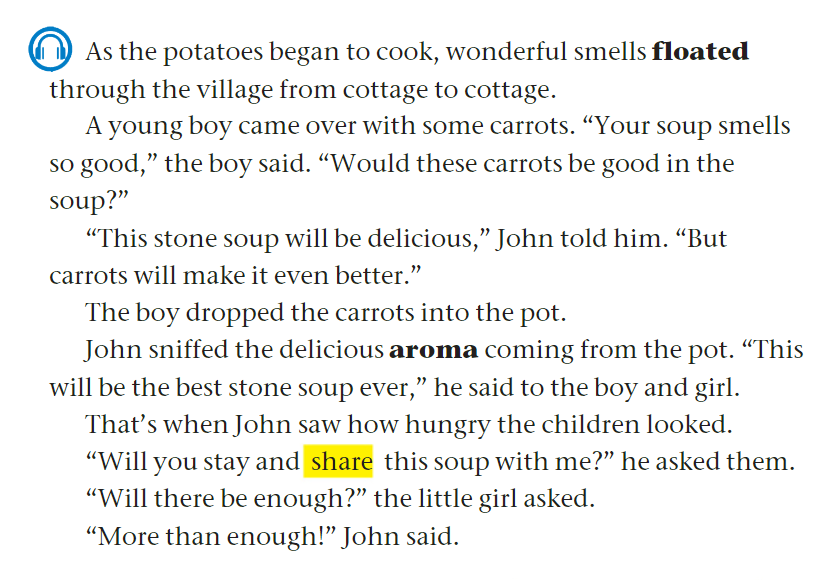 As the potatoes began to cook, wonderful smells floated
through the village from cottage to cottage.
A young boy came over with some carrots. “Your soup smells
so good,” the boy said. “Would these carrots be good in the
soup?”
“This stone soup will be delicious,” John told him. “But
carrots will make it even better.”
The boy dropped the carrots into the pot.
John sniffed the delicious aroma coming from the pot. “This
will be the best stone soup ever,” he said to the boy and girl.
That’s when John saw how hungry the children looked.
“Will you stay and share this soup with me?” he asked them.
“Will there be enough?” the little girl asked.
“More than enough!” John said.